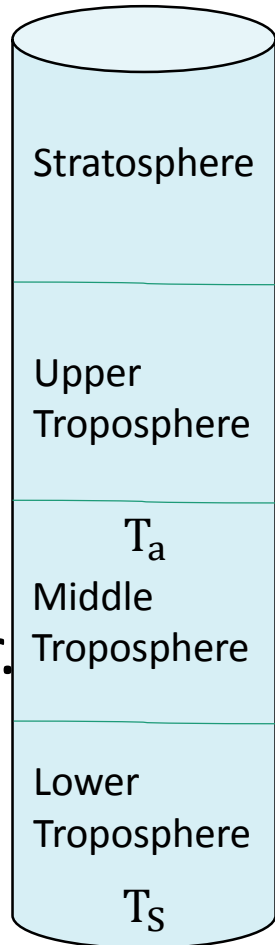 Stratosphere
Upper
Troposphere
Tₐ
Middle
Troposphere
Lower
Troposphere
Tₛ